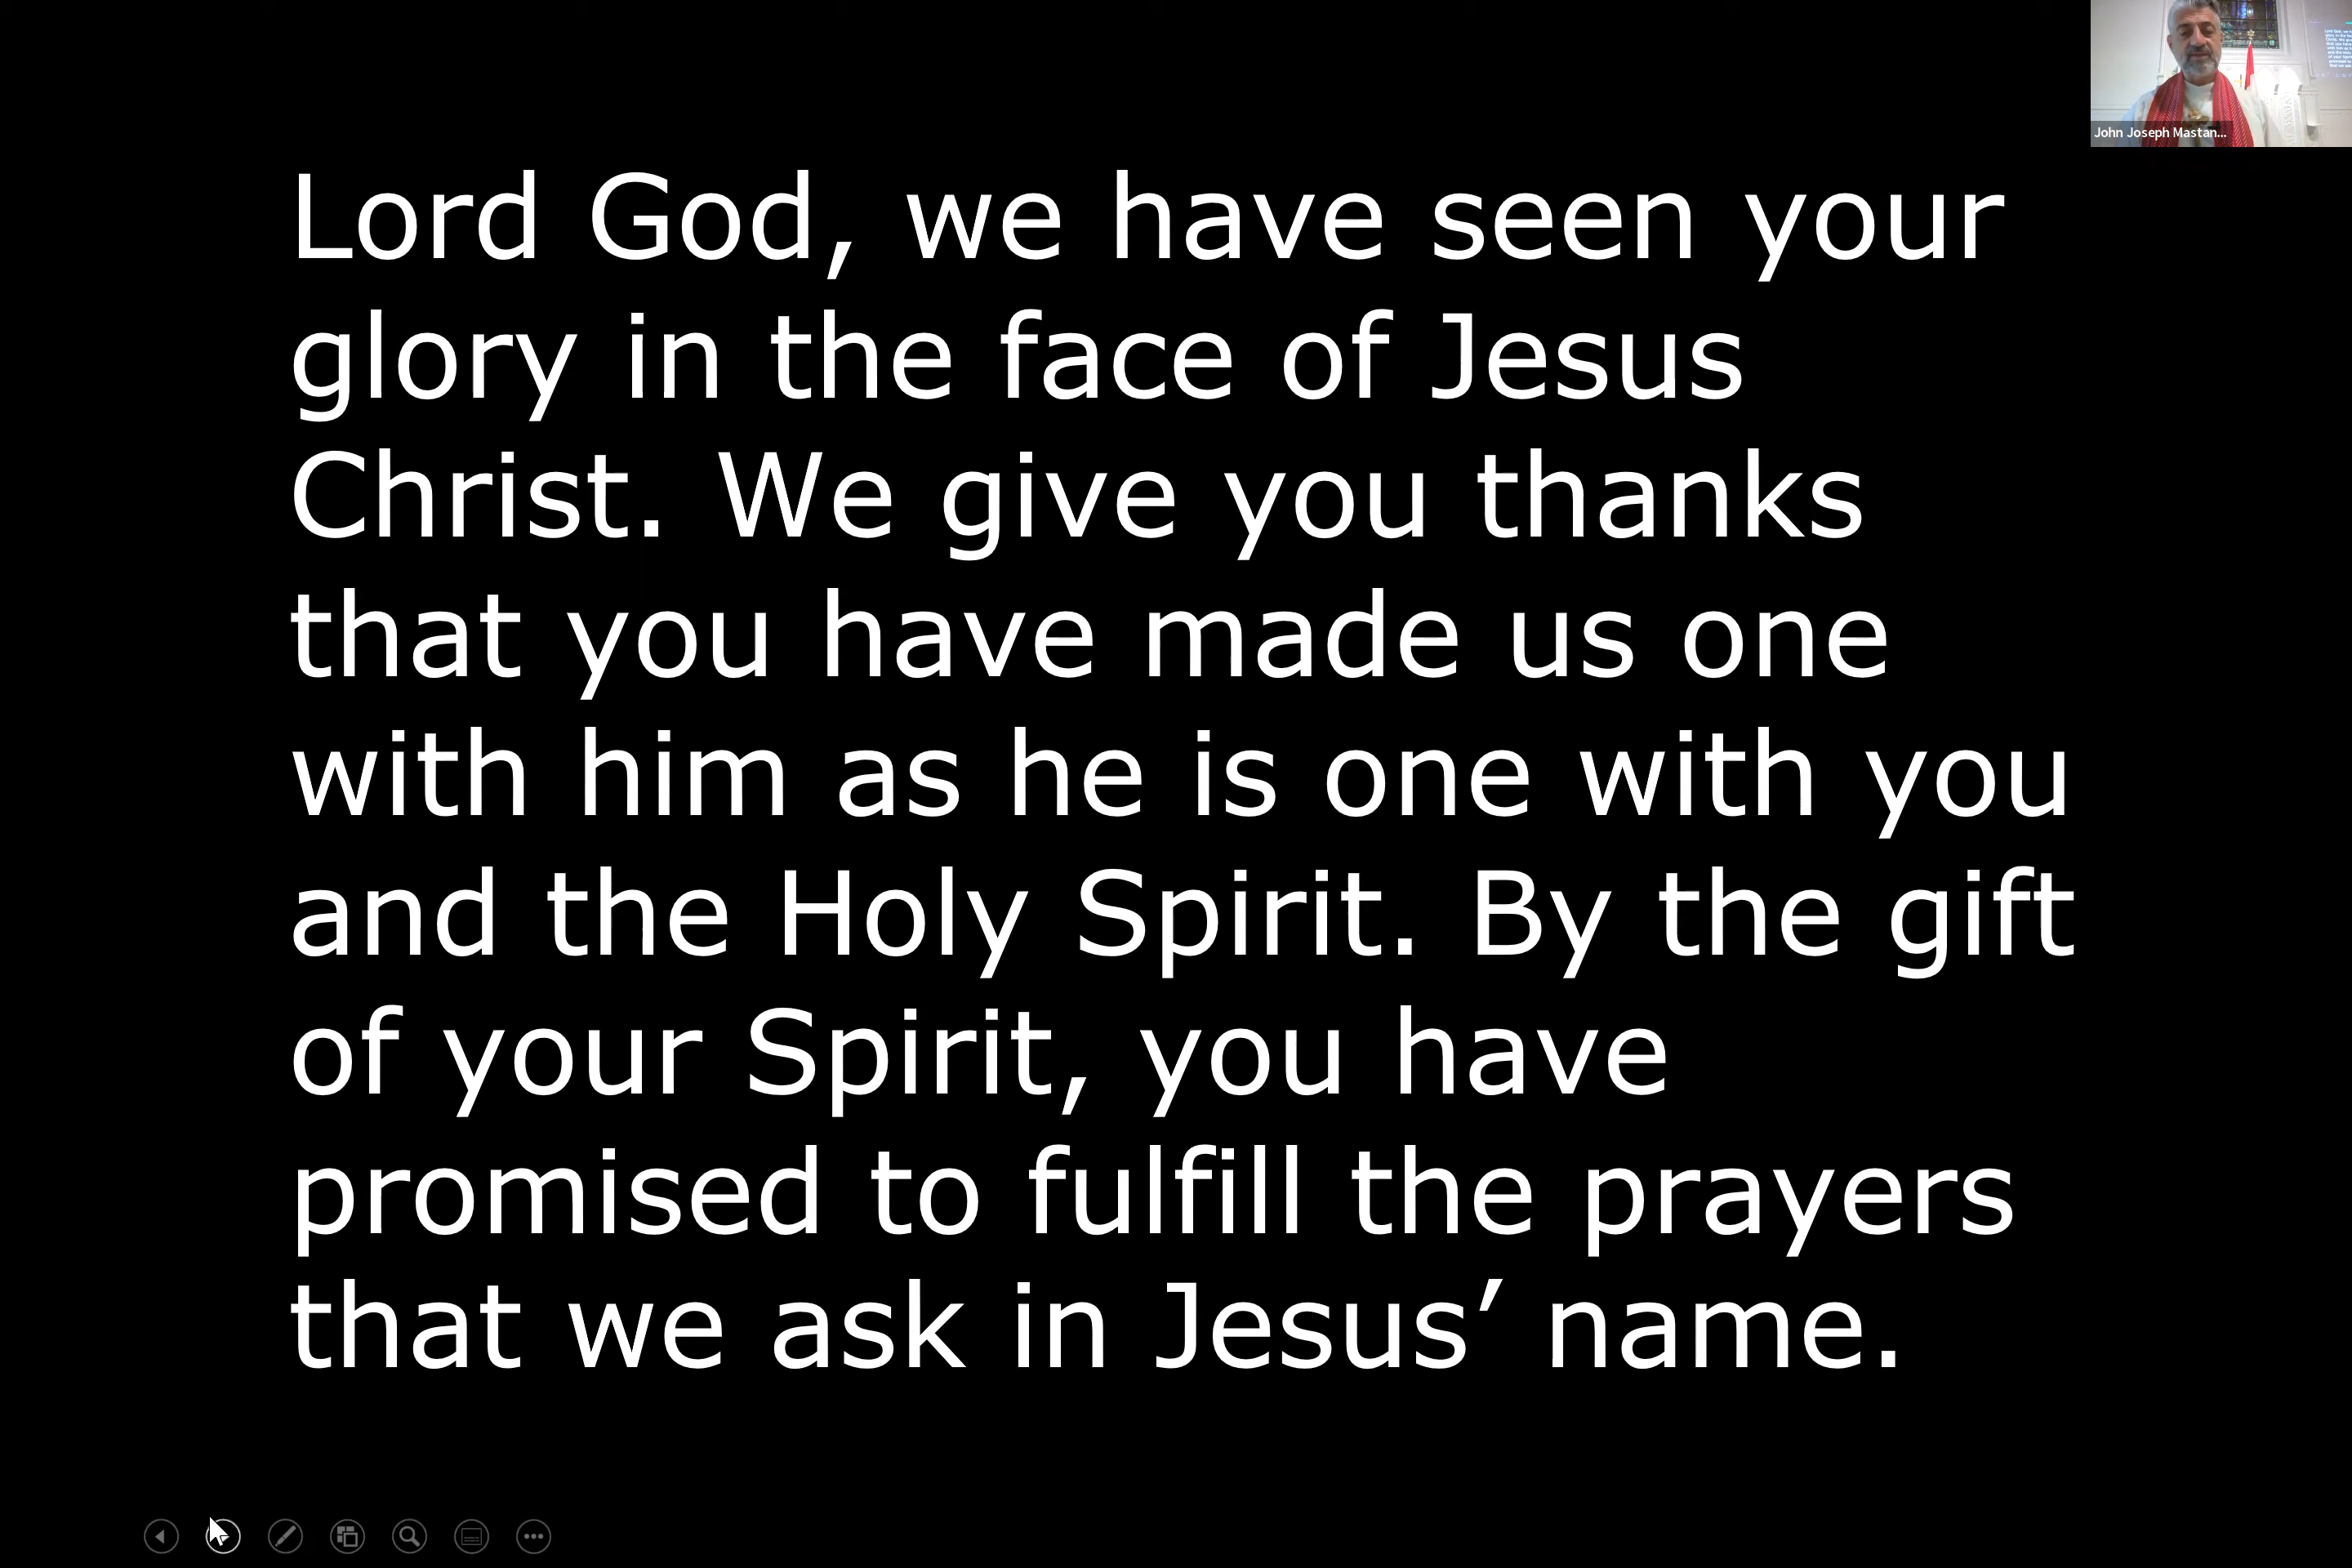 John Joseph Mastan...
Lord God, we have seen your
glory in the face of Jesus
Christ. We give you thanks
that you have made us one
with him as he is one with you
and the Holy Spirit. By the gift
of your Spirit, you have
promised to fulfill the prayers
that we ask in Jesus’ name.